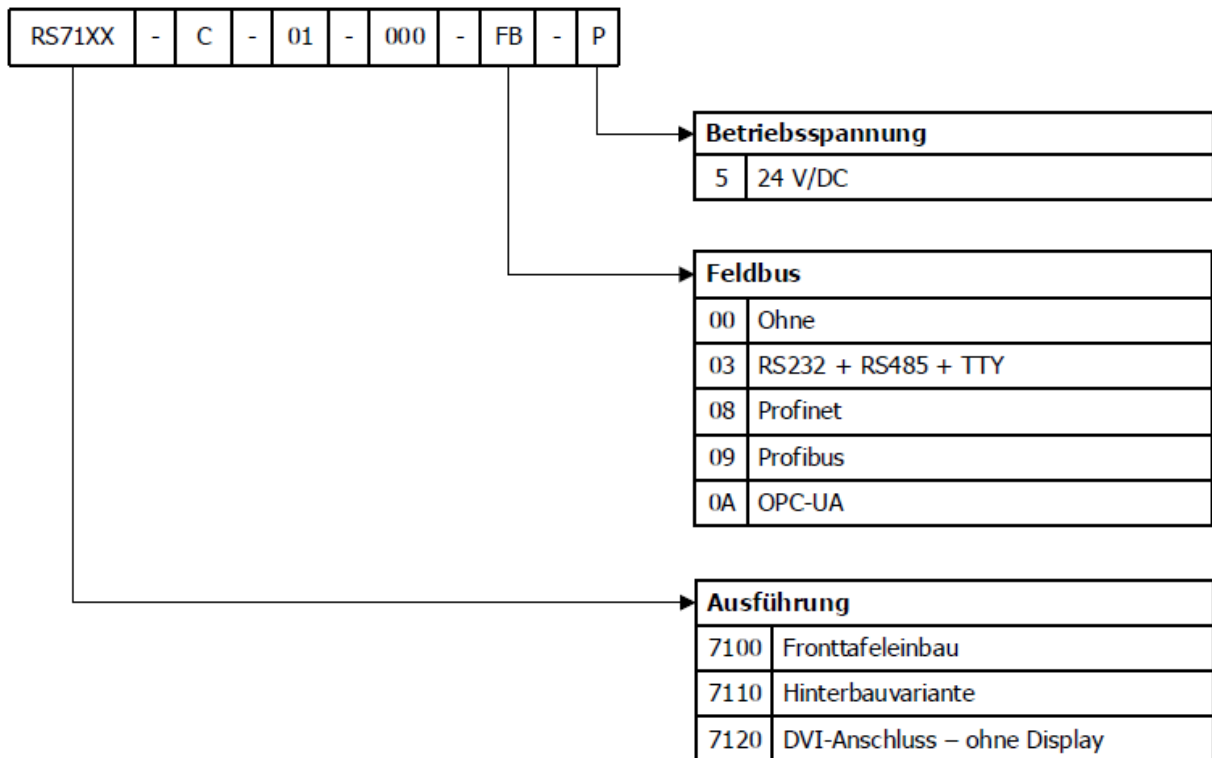 RS71XX - C - 01 - 000 - FB - P
Betriebsspannung
5 24 V/DC
Feldbus
00 Ohne
03 RS232 + RS485 + TTY
08 Profinet
09 Profibus
0A OPC-UA
Ausführung
7100 Fronttafeleinbau
7110 Hinterbauvariante
7120 DVI-Anschluss – ohne Display